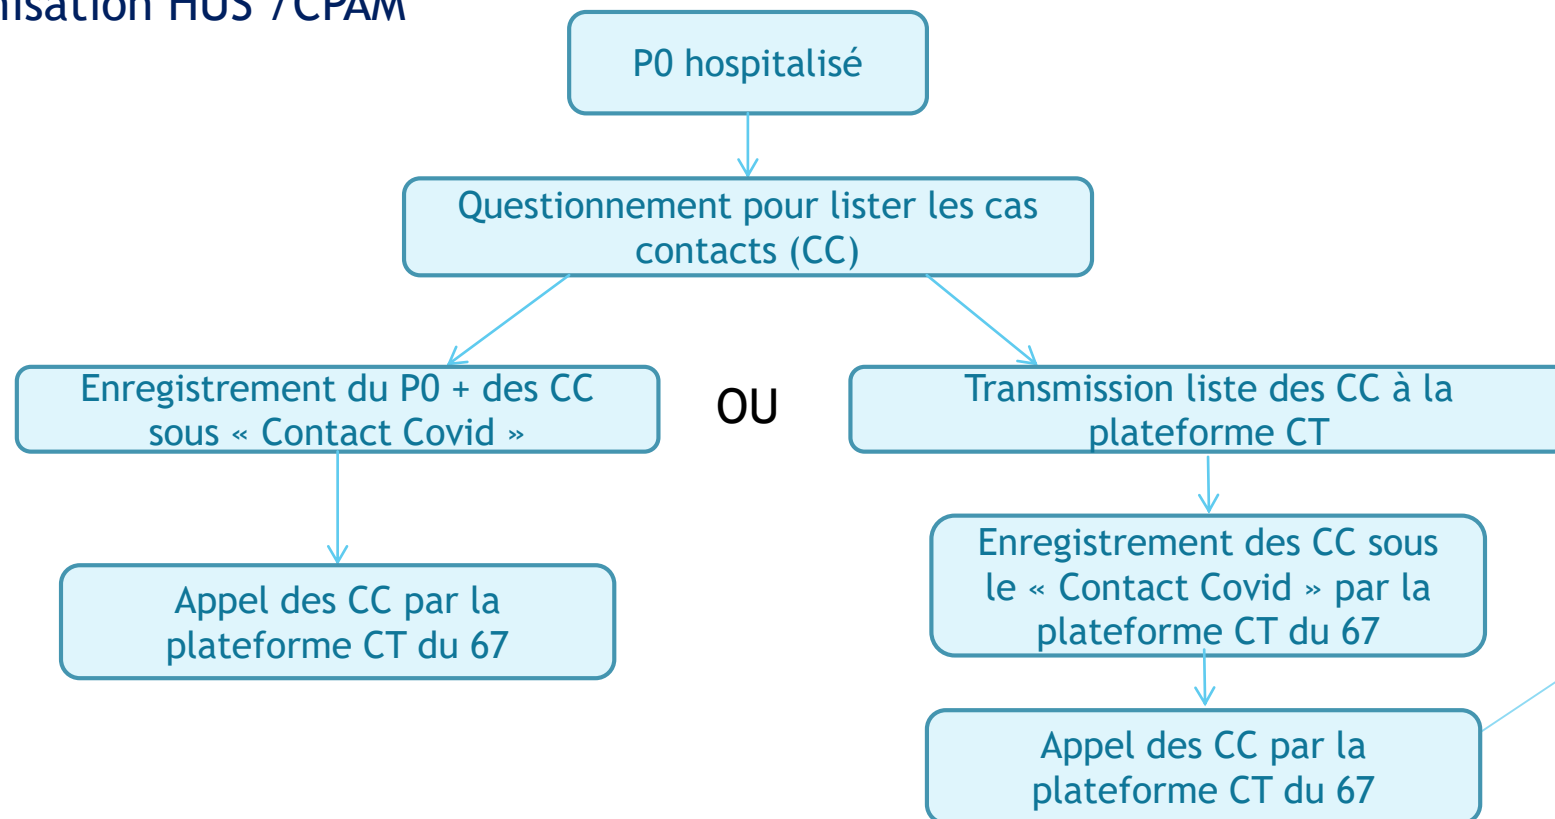 nisation HUS /CPAM
P0 hospitalisé
Questionnement pour lister les cas
contacts (CC)
Enregistrement du P0 + des CC
sous « Contact Covid »
OU
Transmission liste des CC à la
plateforme CT
Appel des CC par la
plateforme CT du 67
Enregistrement des CC sous
le « Contact Covid » par la
plateforme CT du 67
Appel des CC par la
plateforme CT du 67